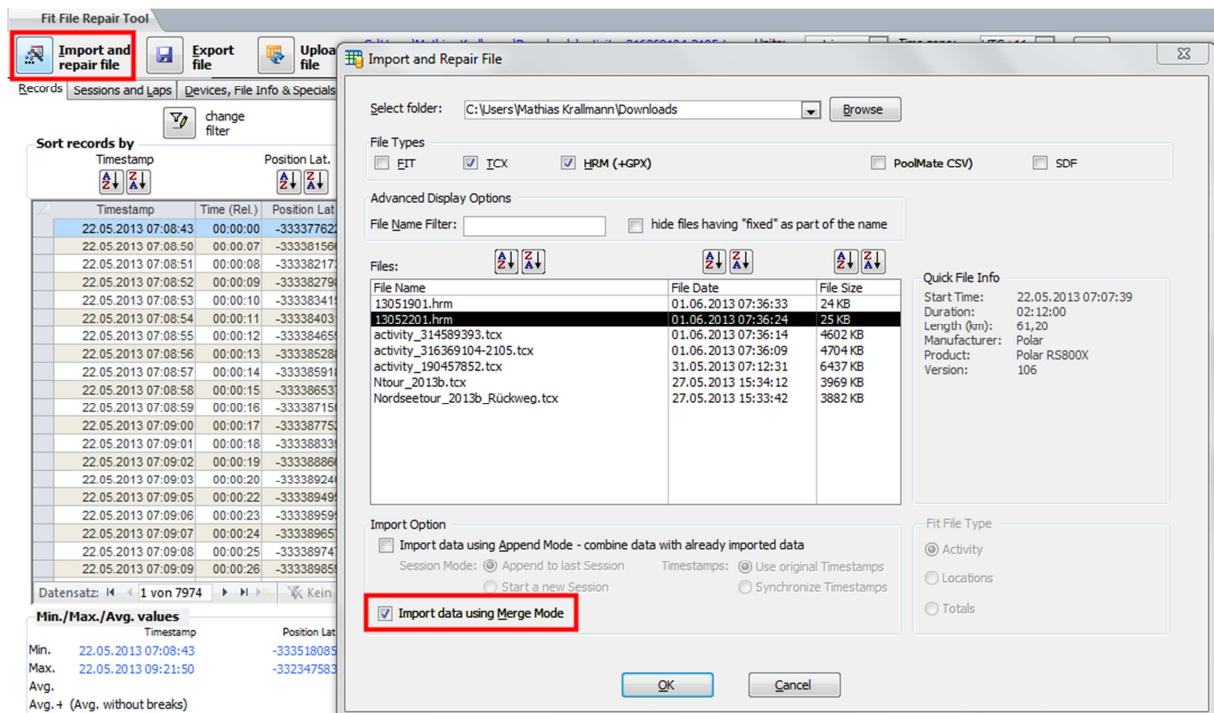 Fit File Repair Tool
Import and repair file
Export file
Uploa file
Records
Sessions and Laps
Devices, File Info & Specials
change filter
Sort records by
Timestamp Position Lat.
Timestamp Time (Rel.) Position Lat
22.05.2013 07:08:43 00:00:00
22.05.2013 07:08:50 00:00:07
22.05.2013 07:08:51 00:00:08
22.05.2013 07:08:52 00:00:09
22.05.2013 07:08:53 00:00:10
22.05.2013 07:08:54 00:00:11
22.05.2013 07:08:55 00:00:12
22.05.2013 07:08:56 00:00:13
22.05.2013 07:08:57 00:00:14
22.05.2013 07:08:58 00:00:15
22.05.2013 07:08:59 00:00:16
22.05.2013 07:09:00 00:00:17
22.05.2013 07:09:01 00:00:18
22.05.2013 07:09:02 00:00:19
22.05.2013 07:09:03 00:00:20
22.05.2013 07:09:05 00:00:22
22.05.2013 07:09:06 00:00:23
22.05.2013 07:09:07 00:00:24
22.05.2013 07:09:08 00:00:25
22.05.2013 07:09:09 00:00:26
Datensatz: 1 von 7974 Kein
Min./Max./Avg. values
Timestamp Position Lat
Min. 22.05.2013 07:08:43 -333518085
Max. 22.05.2013 09:21:50 -332347583
Avg.
Avg.+ (Avg. without breaks)
Import and Repair File
Select folder: C:\Users\Mathias Krallmann\Downloads Browse
File Types
FIT TCX HRM (+GPX) PoolMate CSV) SDF
Advanced Display Options
File Name Filter: hide files having "fixed" as part of the name
Files:
File Name File Date File Size
13051901.hrm 01.06.2013 07:36:33 24 KB
13052201.hrm 01.06.2013 07:36:24 25 KB
activity_314589393.tcx 01.06.2013 07:36:14 4602 KB
activity_316369104-2105.tcx 01.06.2013 07:36:09 4704 KB
activity_190457852.tcx 31.05.2013 07:12:31 6437 KB
Ntour_2013b.tcx 27.05.2013 15:34:12 3969 KB
Nordseetour_2013b_Rückweg.tcx 27.05.2013 15:33:42 3882 KB
Quick File Info
Start Time: 22.05.2013 07:07:39
Duration: 02:12:00
Length (km): 61,20
Manufacturer: Polar
Product: Polar RS800X
Version: 106
Import Option
Import data using Append Mode - combine data with already imported data
Session Mode: Append to last Session Timestamps: Use original Timestamps
Start a new Session Synchronize Timestamps
Import data using Merge Mode
Fit File Type
Activity
Locations
Totals
OK Cancel